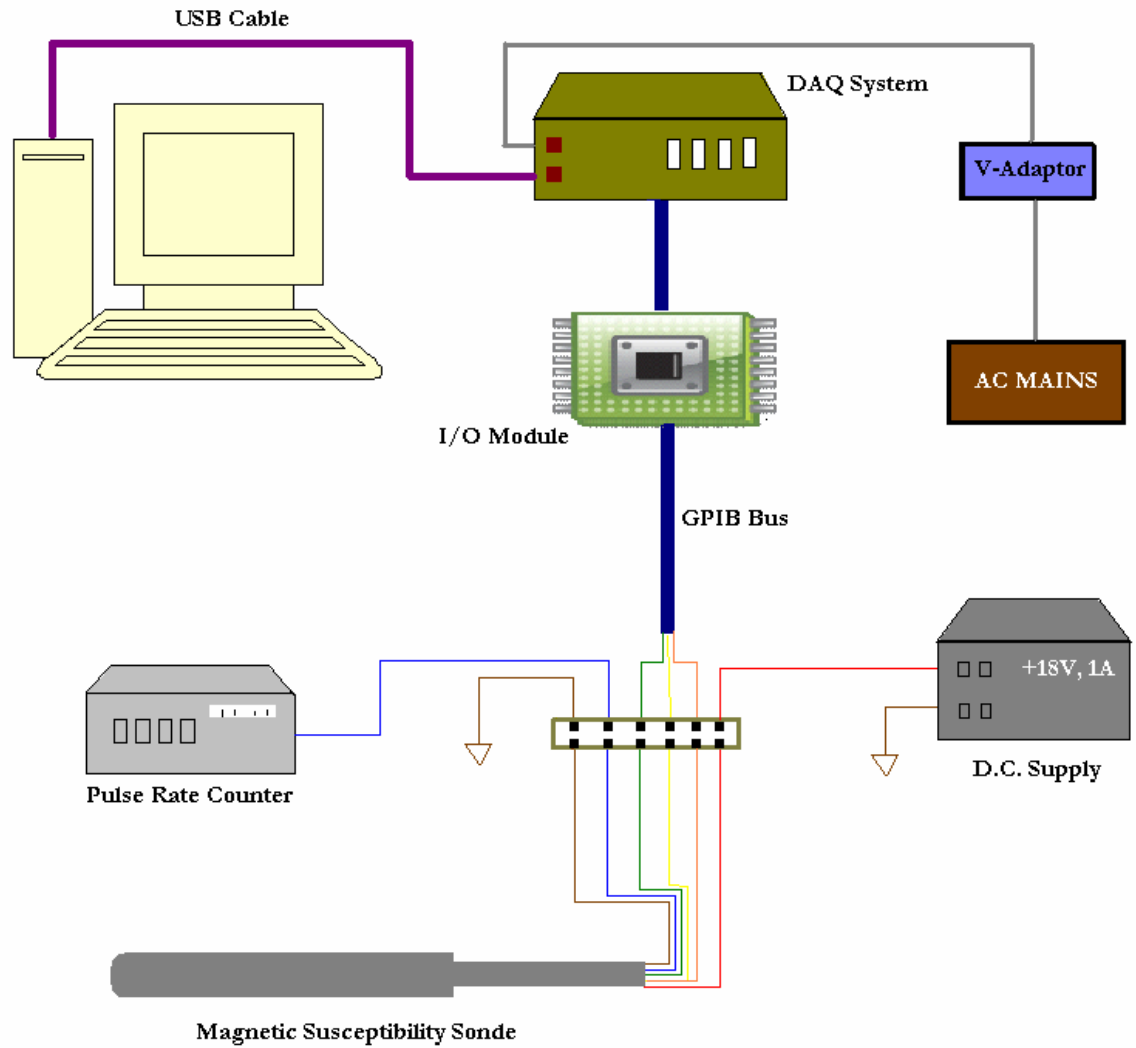 USB Cable
DAQ System
V-Adaptor
AC MAINS
I/O Module
GPIB Bus
+18V, 1A
D.C. Supply
Pulse Rate Counter
Magnetic Susceptibility Sonde